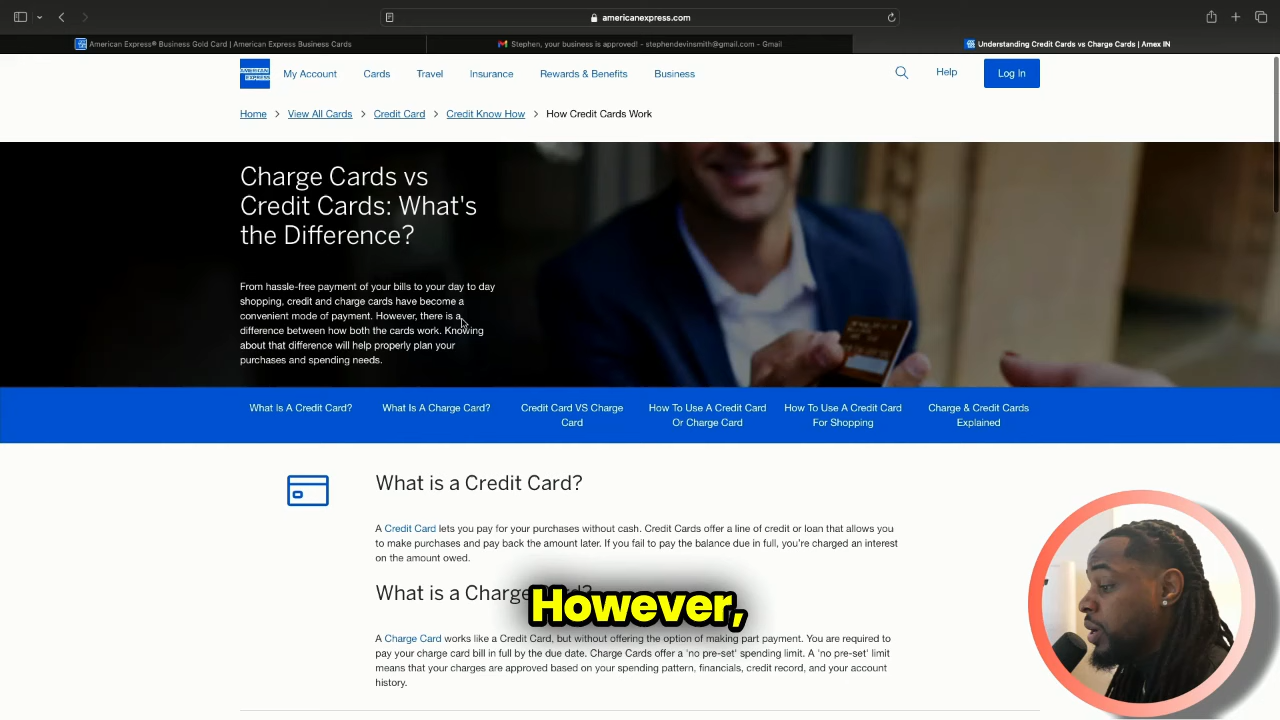 americanexpress.com
American Express® Business Gold Card | American Express Business Cards
Stephen, your business is approved! - stephendevinsmith@gmail.com - Gmail
Understanding Credit Cards vs Charge Cards | Amex IN
AMERICAN
EXPRESS
My Account
Cards
Travel
Insurance
Rewards & Benefits
Business
Help
Log In
Home
View All Cards
Credit Card
Credit Know How
How Credit Cards Work
Charge Cards vs
Credit Cards: What's
the Difference?
From hassle-free payment of your bills to your day to day
shopping, credit and charge cards have become a
convenient mode of payment. However, there is a
difference between how both the cards work. Knowing
about that difference will help properly plan your
purchases and spending needs.
What Is A Credit Card?
What Is A Charge Card?
Credit Card VS Charge
Card
How To Use A Credit Card
Or Charge Card
How To Use A Credit Card
For Shopping
Charge & Credit Cards
Explained
What is a Credit Card?
A Credit Card lets you pay for your purchases without cash. Credit Cards offer a line of credit or loan that allows you
to make purchases and pay back the amount later. If you fail to pay the balance due in full, you're charged an interest
on the amount owed.
What is a Charge Card?
However,
A Charge Card works like a Credit Card, but without offering the option of making part payment. You are required to
pay your charge card bill in full by the due date. Charge Cards offer a 'no pre-set' spending limit. A 'no pre-set' limit
means that your charges are approved based on your spending pattern, financials, credit record, and your account
history.